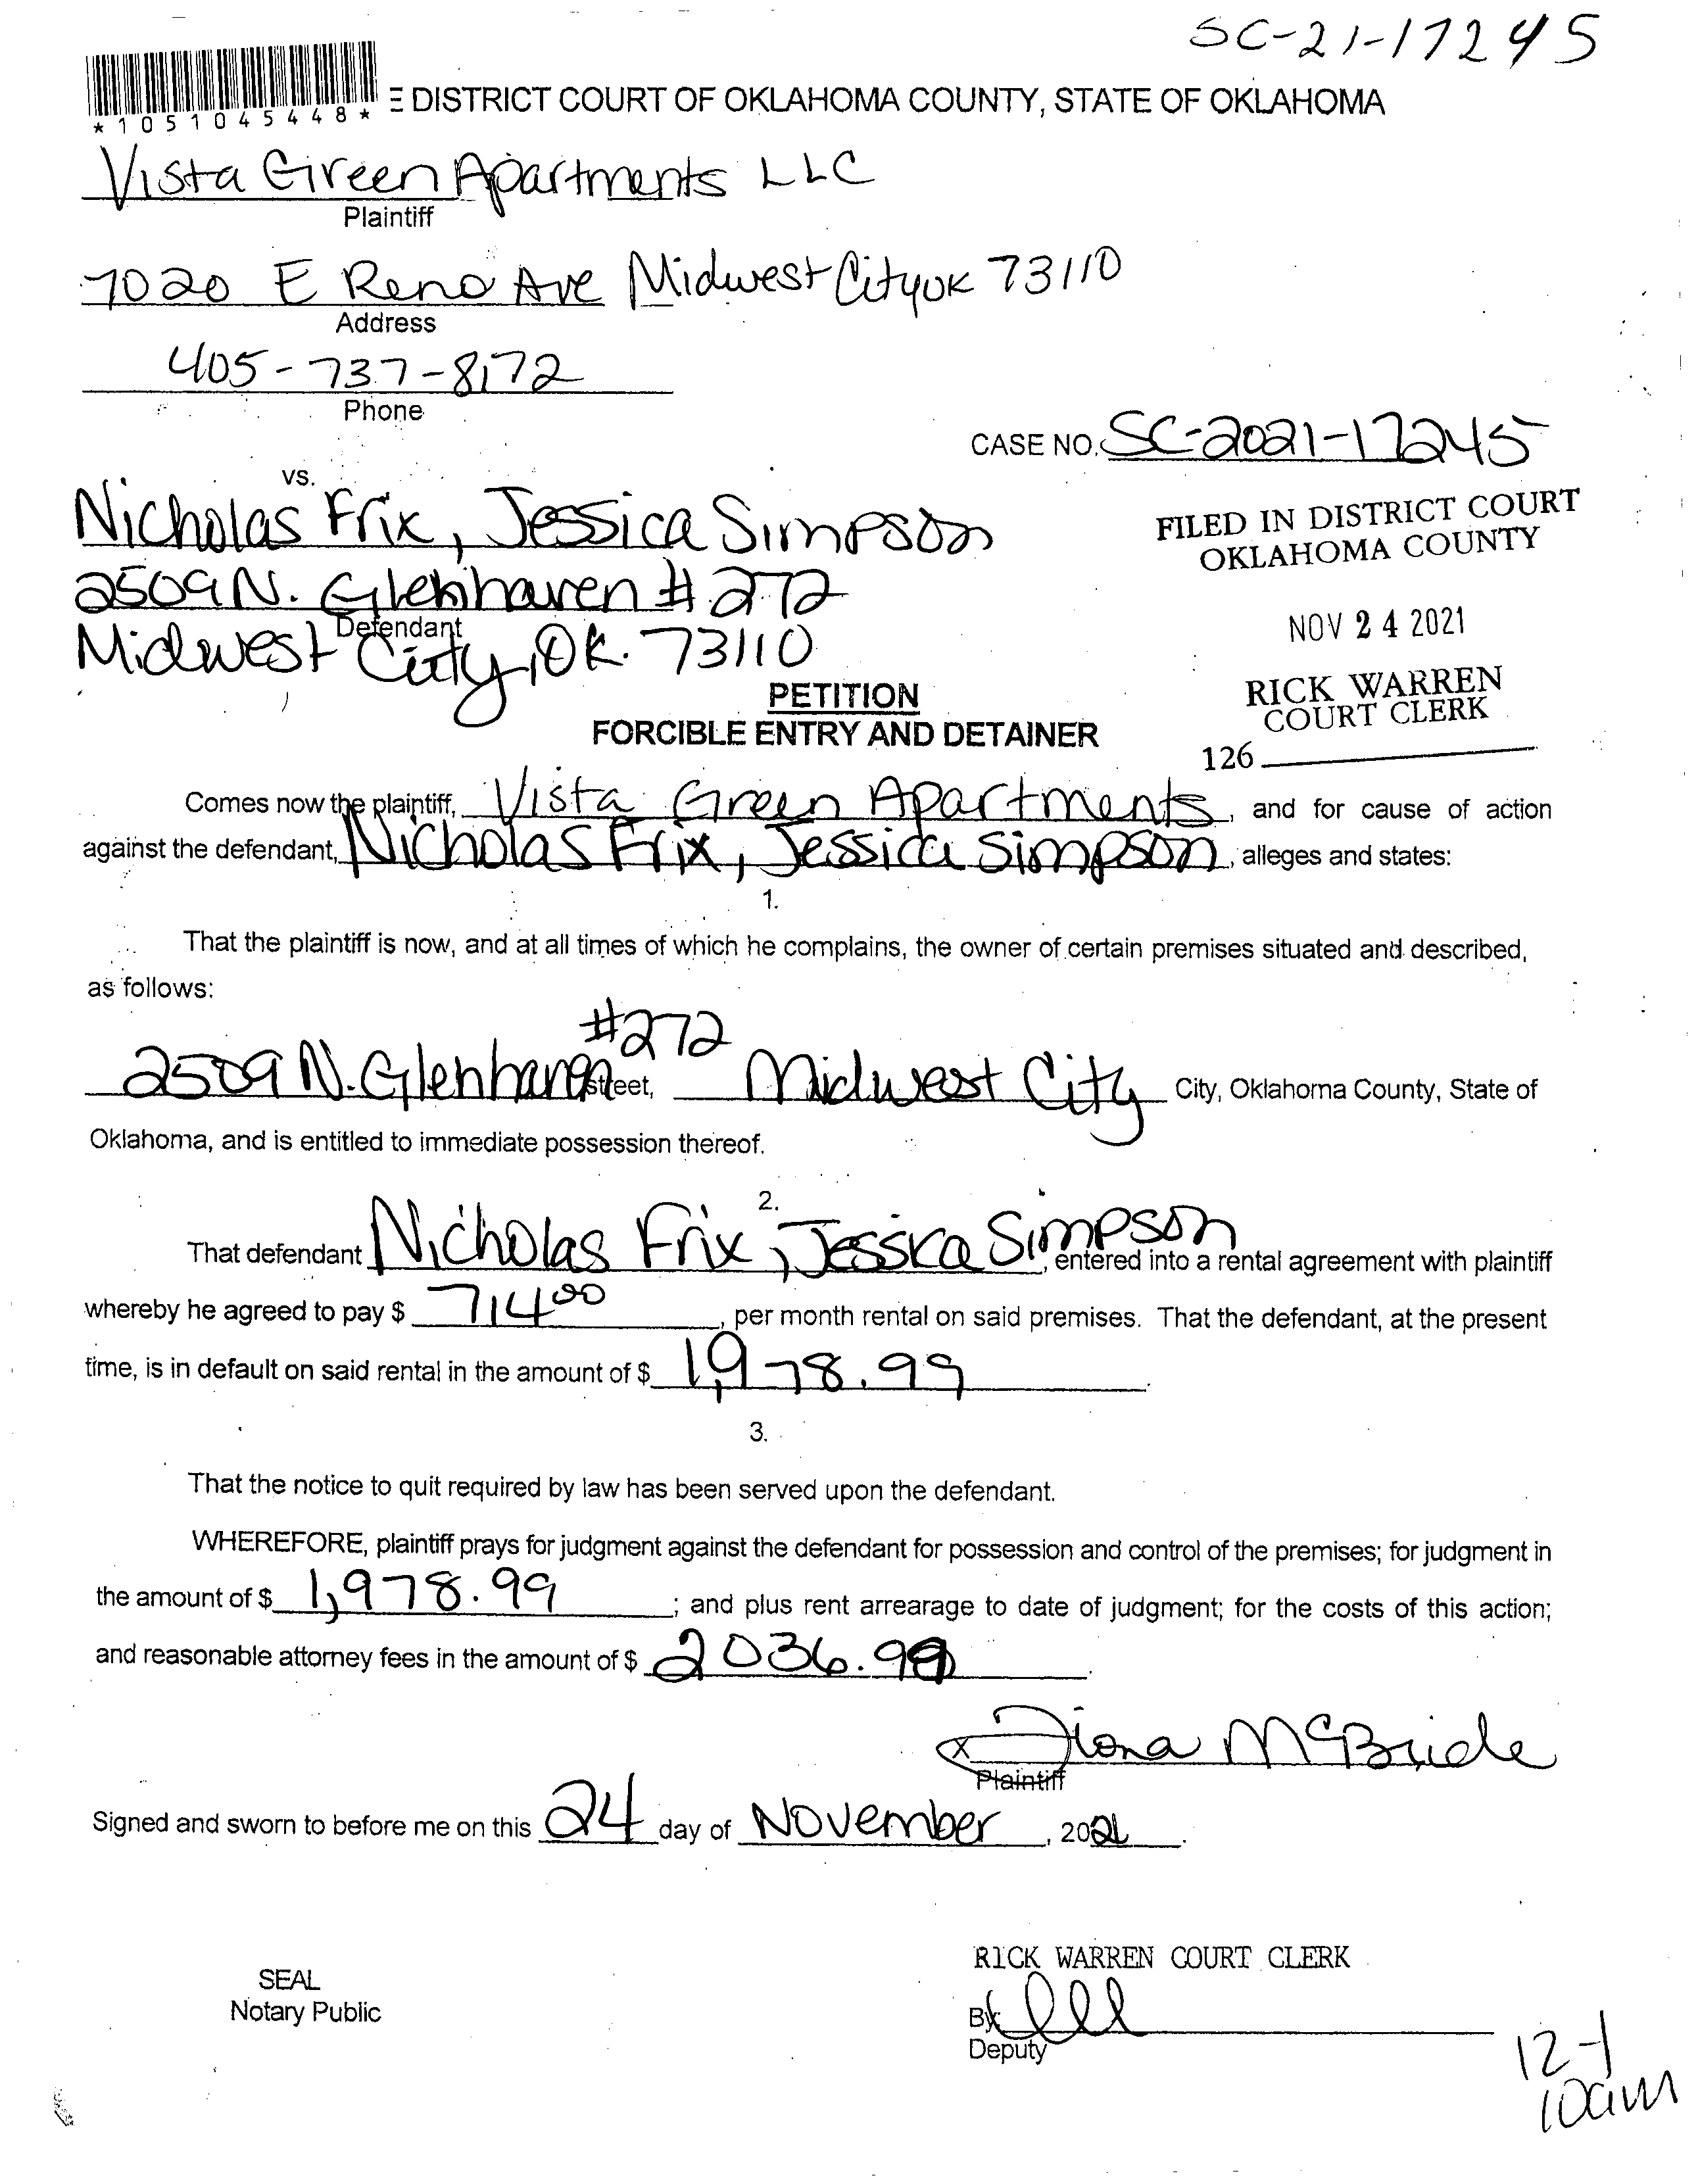 SC-21-17245
*1051045448*
E DISTRICT COURT OF OKLAHOMA COUNTY, STATE OF OKLAHOMA
Vista Green Apartments LLC
Plaintiff
7020 E Reno Ave Midwest City OK 73110
Address
405-737-8172
Phone
CASE NO. SC-2021-17245
vs.
Nicholas Frix, Jessica Simpson
FILED IN DISTRICT COURT
OKLAHOMA COUNTY
2509 N. Glenhaven #272
Defendant
NOV 24 2021
Midwest City, Ok. 73110
RICK WARREN
COURT CLERK
126
PETITION
FORCIBLE ENTRY AND DETAINER
Comes now the plaintiff, Vista Green Apartments, and for cause of action
against the defendant, Nicholas Frix, Jessica Simpson, alleges and states:
1.
That the plaintiff is now, and at all times of which he complains, the owner of certain premises situated and described,
as follows:
#272
2509 N. Glenhaven street, Midwest City City, Oklahoma County, State of
Oklahoma, and is entitled to immediate possession thereof.
2.
That defendant Nicholas Frix, Jessica Simpson, entered into a rental agreement with plaintiff
whereby he agreed to pay $ 714.00, per month rental on said premises. That the defendant, at the present
time, is in default on said rental in the amount of $ 1,978.99.
3.
That the notice to quit required by law has been served upon the defendant.
WHEREFORE, plaintiff prays for judgment against the defendant for possession and control of the premises; for judgment in
the amount of $ 1,978.99; and plus rent arrearage to date of judgment; for the costs of this action;
and reasonable attorney fees in the amount of $ 2036.99.
X Fiona McBride
Plaintiff
Signed and sworn to before me on this 24 day of November, 2021.
RICK WARREN COURT CLERK
SEAL
Notary Public
By:
Deputy
12-1
10am